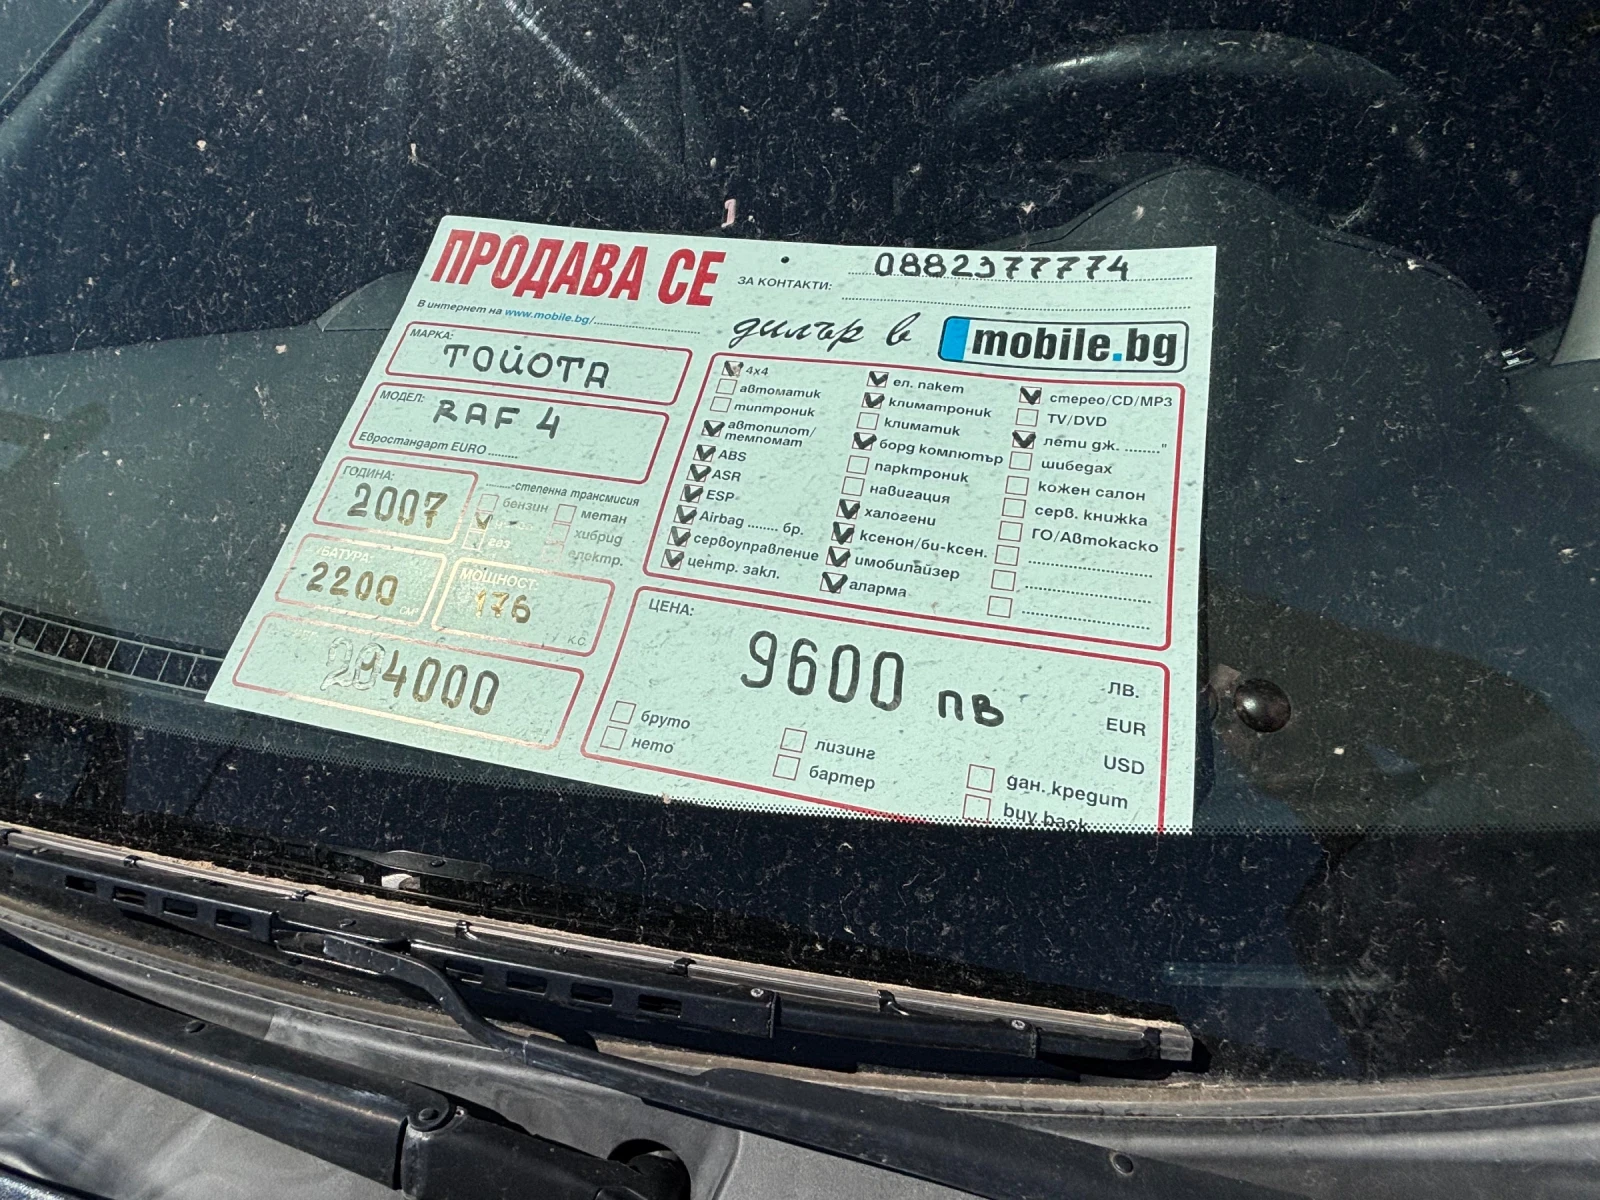 ПРОДАВА СЕ
ЗА КОНТАКТИ: 0882377774
В интернет на www.mobile.bg/
дилър в mobile.bg
МАРКА:
ТОЙОТА
МОДЕЛ:
RAF 4
Евростандарт EURO
ГОДИНА:
2007
-степенна трансмисия
бензин
газ
метан
хибрид
електр.
КУБАТУРА:
2200
МОЩНОСТ:
176
К.С.
4000
4x4
автоматик
типтроник
автопилот/
темпомат
ABS
ASR
ESP
Airbag ........ бр.
сервоуправление
центр. закл.
ел. пакет
климатроник
климатик
борд компютър
парктроник
навигация
халогени
ксенон/би-ксен.
имобилайзер
аларма
стерео/CD/MP3
TV/DVD
лети дж. ........"
шибедах
кожен салон
серв. книжка
ГО/Автокаско
ЦЕНА:
9600 лв
ЛВ.
EUR
USD
бруто
нето
лизинг
бартер
дан. кредит
buy back